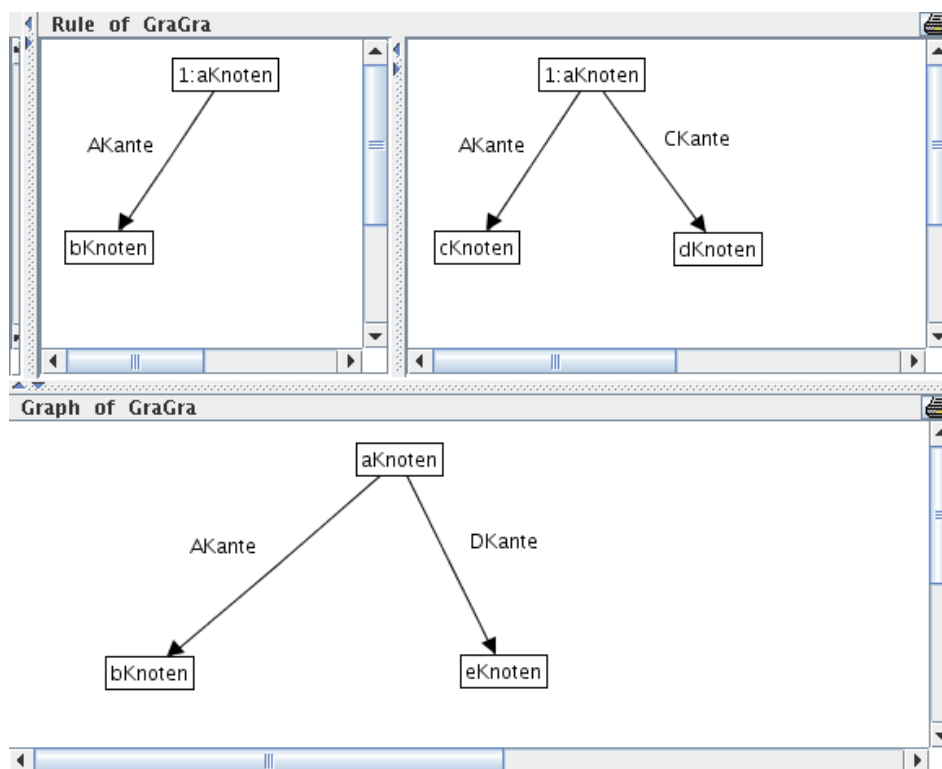 Rule of GraGra
1:aKnoten
AKante
bKnoten
1:aKnoten
AKante
CKante
cKnoten
dKnoten
Graph of GraGra
aKnoten
AKante
DKante
bKnoten
eKnoten